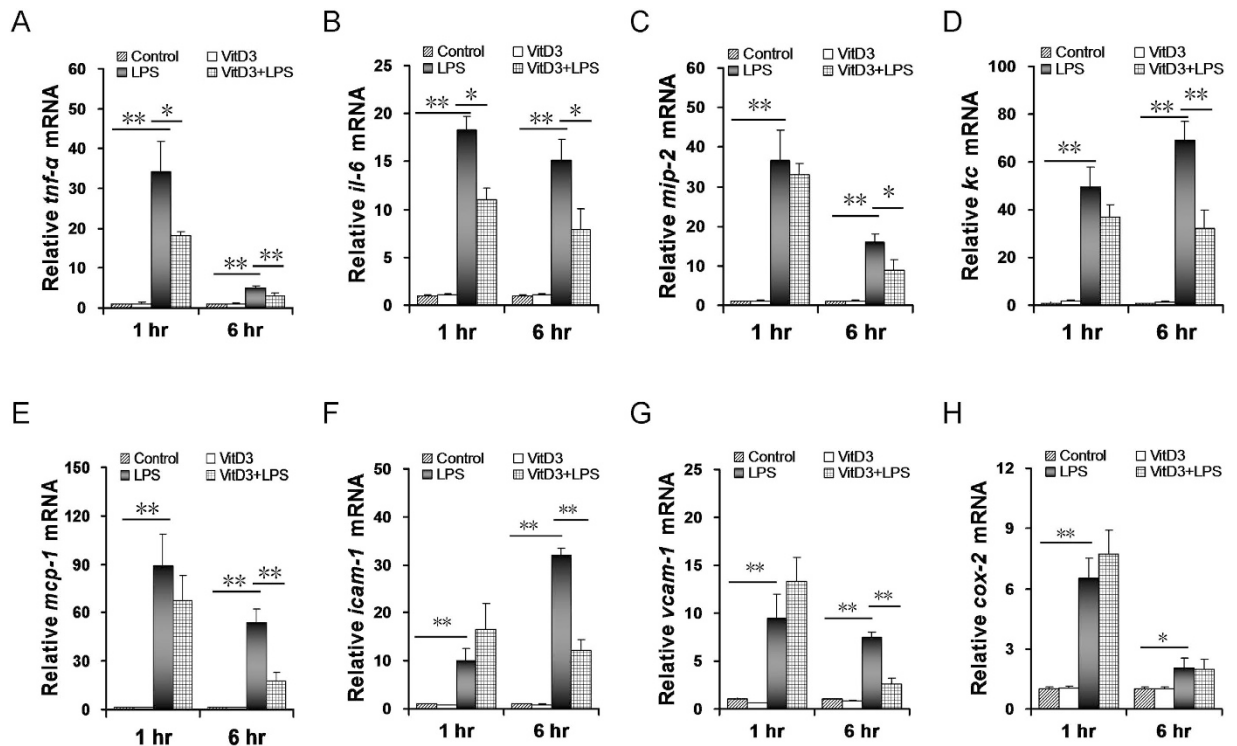 A
Control VitD3
LPS VitD3+LPS
Relative tnf-α mRNA
60
50
40
30
20
10
0
** *
** **
1 hr 6 hr
B
Control VitD3
LPS VitD3+LPS
Relative il-6 mRNA
25
20
15
10
5
0
** *
** *
1 hr 6 hr
C
Control VitD3
LPS VitD3+LPS
Relative mip-2 mRNA
60
50
40
30
20
10
0
**
** *
1 hr 6 hr
D
Control VitD3
LPS VitD3+LPS
Relative kc mRNA
100
80
60
40
20
0
**
** **
1 hr 6 hr
E
Control VitD3
LPS VitD3+LPS
Relative mcp-1 mRNA
150
120
90
60
30
0
**
** **
1 hr 6 hr
F
Control VitD3
LPS VitD3+LPS
Relative icam-1 mRNA
50
40
30
20
10
0
**
** **
1 hr 6 hr
G
Control VitD3
LPS VitD3+LPS
Relative vcam-1 mRNA
25
20
15
10
5
0
**
** **
1 hr 6 hr
H
Control VitD3
LPS VitD3+LPS
Relative cox-2 mRNA
12
9
6
4
2
0
**
*
1 hr 6 hr